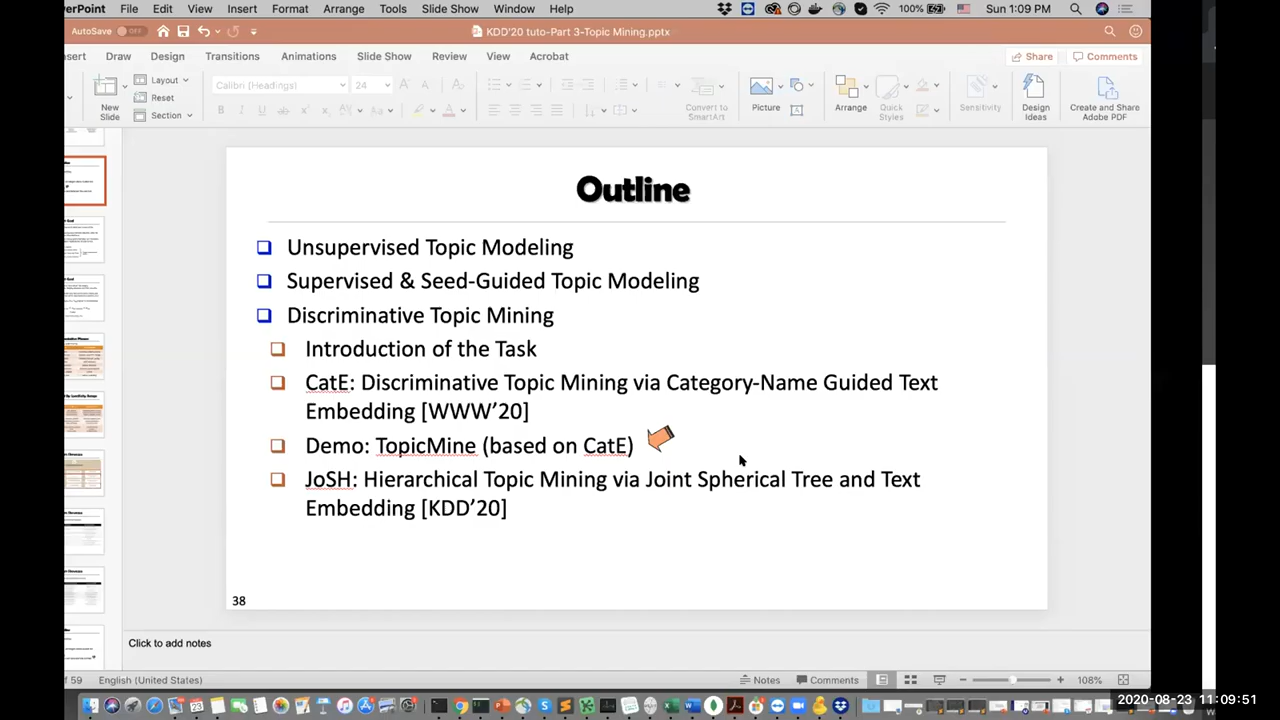 PowerPoint File Edit View Insert Format Arrange Tools Slide Show Window Help 100% Sun 1:09 PM
AutoSave OFF KDD'20 tuto-Part 3-Topic Mining.pptx
Insert Draw Design Transitions Animations Slide Show Review View Acrobat Share Comments
New Slide Layout Reset Section Calibri (Headings) 24 Convert to SmartArt Picture Arrange Quick Styles Sensitivity Design Ideas Create and Share Adobe PDF
Outline
Unsupervised Topic Modeling
Supervised & Seed-Guided Topic Modeling
Discriminative Topic Mining
Introduction of the Task
CatE: Discriminative Topic Mining via Category-Name Guided Text
Embedding [WWW'20]
Demo: TopicMine (based on CatE)
JoSH: Hierarchical Topic Mining via Joint Spherical Tree and Text
Embedding [KDD'20]
38
Click to add notes
of 59 English (United States) Notes Comments 108%
2020-08-23 11:09:51